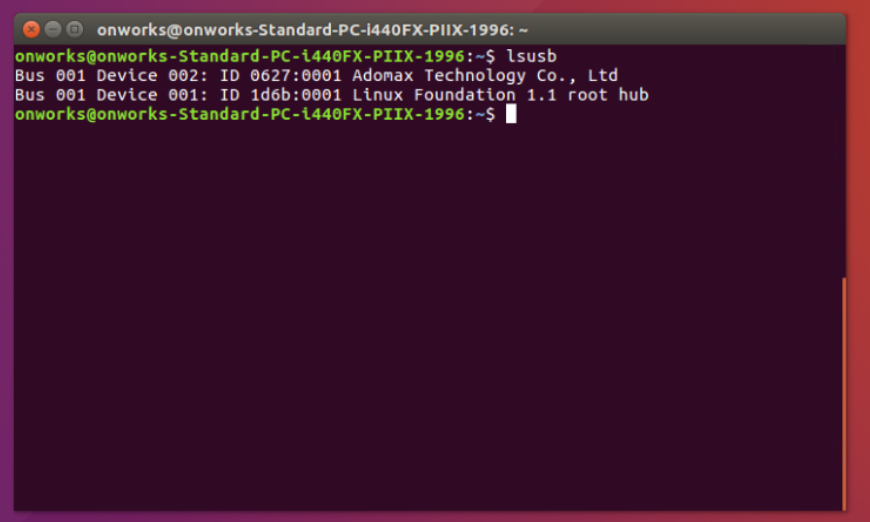 onworks@onworks-Standard-PC-i440FX-PIIX-1996: ~
onworks@onworks-Standard-PC-i440FX-PIIX-1996:~$ lsusb
Bus 001 Device 002: ID 0627:0001 Adomax Technology Co., Ltd
Bus 001 Device 001: ID 1d6b:0001 Linux Foundation 1.1 root hub
onworks@onworks-Standard-PC-i440FX-PIIX-1996:~$